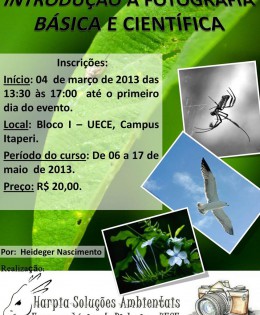 INTRODUÇÃO A FOTOGRAFIA
BÁSICA E CIENTÍFICA
Inscrições:
Início: 04 de março de 2013 das
13:30 às 17:00 até o primeiro
dia do evento.
Local: Bloco I – UECE, Campus
Itaperi.
Período do curso: De 06 a 17 de
maio de 2013.
Preço: R$ 20,00.
Por: Heideger Nascimento
Realização:
Harpia Soluções Ambientais